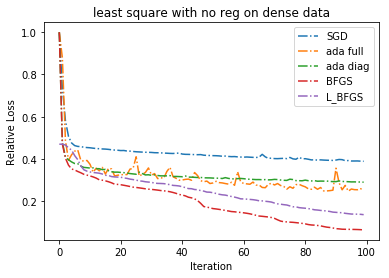 least square with no reg on dense data
SGD
ada full
ada diag
BFGS
L_BFGS
Relative Loss
1.0
0.8
0.6
0.4
0.2
0
20
40
60
80
100
Iteration